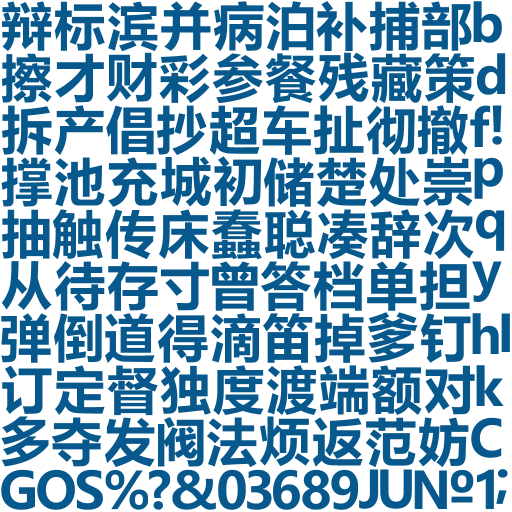 辩标滨并病泊补捕部b
擦才财彩参餐残藏策d
拆产倡抄超车扯彻撤f!
撑池充城初储楚处崇p
抽触传床蠢聪凑辞次q
从待存寸曾答档单担y
弹倒道得滴笛掉爹钉hl
订定督独度渡端额对k
多夺发阀法烦返范妨C
GOS%?&03689JUNº1;